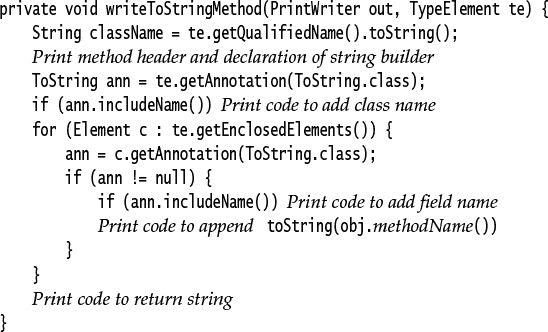 private void writeToStringMethod(PrintWriter out, TypeElement te) {
    String className = te.getQualifiedName().toString();
    Print method header and declaration of string builder
    ToString ann = te.getAnnotation(ToString.class);
    if (ann.includeName()) Print code to add class name
    for (Element c : te.getEnclosedElements()) {
        ann = c.getAnnotation(ToString.class);
        if (ann != null) {
            if (ann.includeName()) Print code to add field name
            Print code to append toString(obj.methodName())
        }
    }
    Print code to return string
}